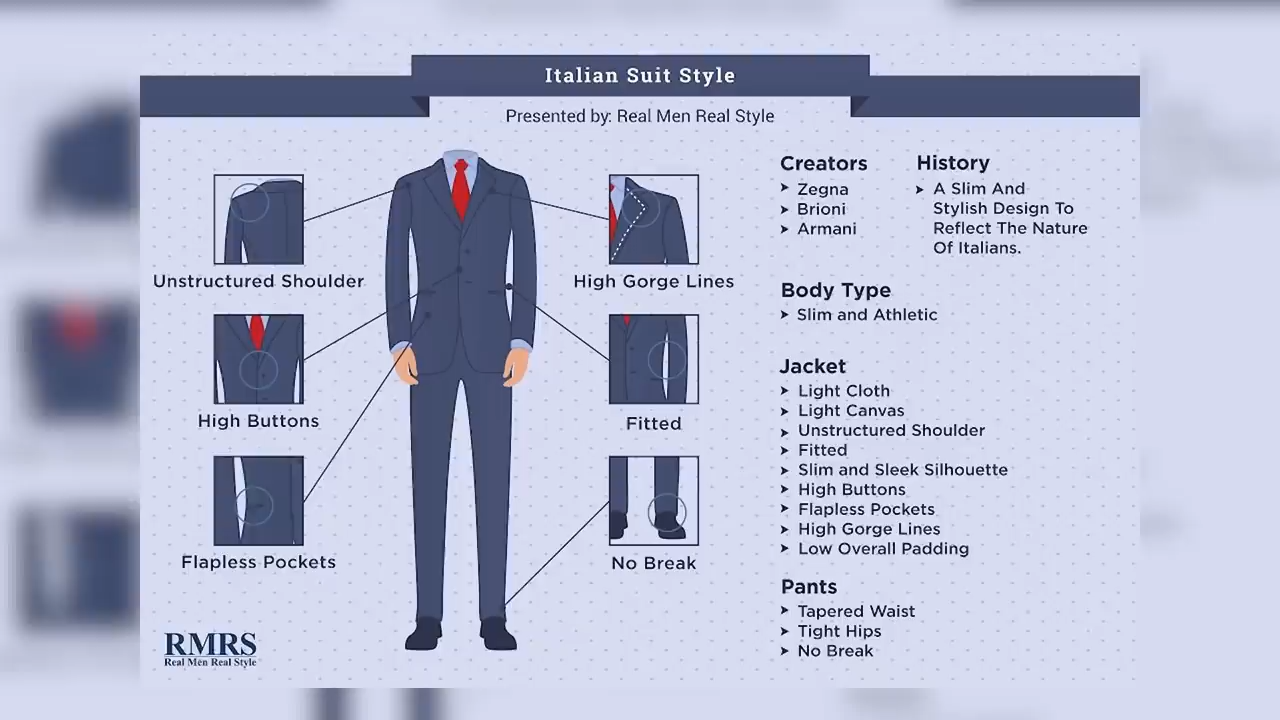 Italian Suit Style
Presented by: Real Men Real Style
Unstructured Shoulder
High Buttons
Flapless Pockets
High Gorge Lines
Fitted
No Break
Creators
➤ Zegna
➤ Brioni
➤ Armani
History
➤ A Slim And
Stylish Design To
Reflect The Nature
Of Italians.
Body Type
➤ Slim and Athletic
Jacket
➤ Light Cloth
➤ Light Canvas
➤ Unstructured Shoulder
➤ Fitted
➤ Slim and Sleek Silhouette
➤ High Buttons
➤ Flapless Pockets
➤ High Gorge Lines
➤ Low Overall Padding
Pants
➤ Tapered Waist
➤ Tight Hips
➤ No Break
RMRS
Real Men Real Style